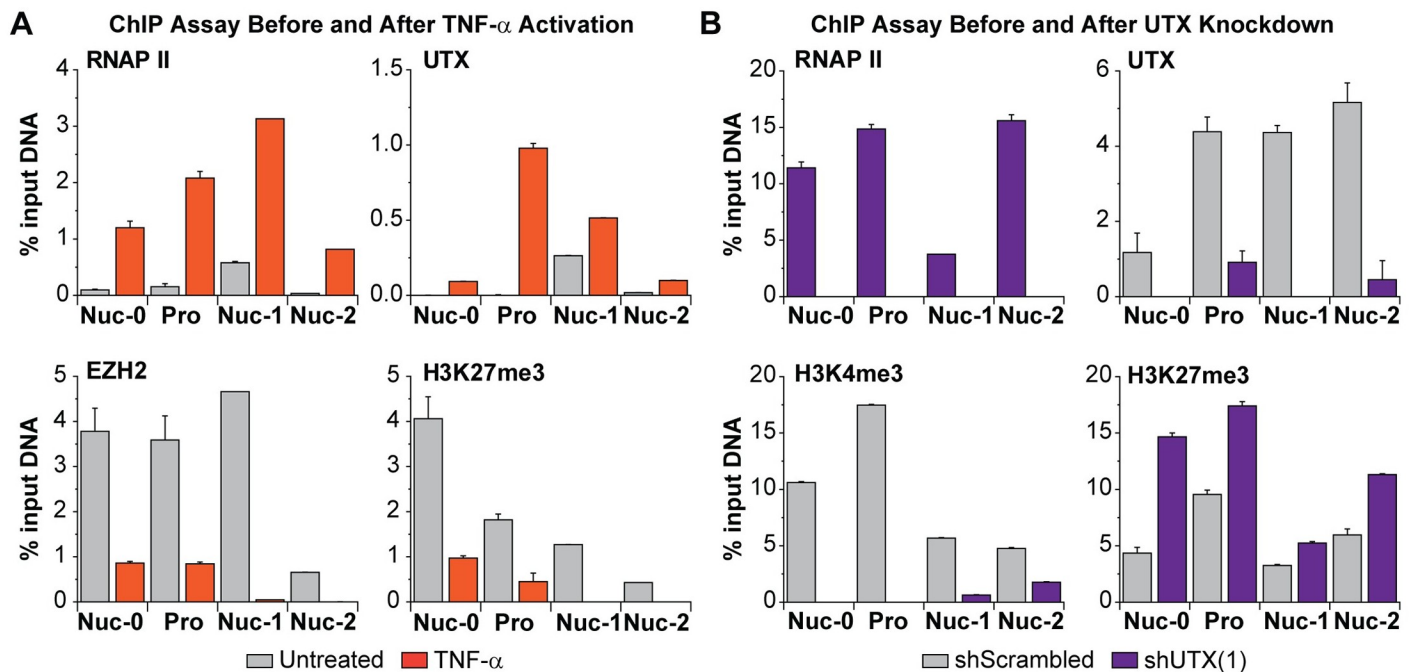 A ChIP Assay Before and After TNF-α Activation
RNAP II
% input DNA
4
3
2
1
0
Nuc-0 Pro Nuc-1 Nuc-2
UTX
1.5
1.0
0.5
0.0
Nuc-0 Pro Nuc-1 Nuc-2
EZH2
% input DNA
5
4
3
2
1
0
Nuc-0 Pro Nuc-1 Nuc-2
H3K27me3
5
4
3
2
1
0
Nuc-0 Pro Nuc-1 Nuc-2
Untreated TNF-α
B ChIP Assay Before and After UTX Knockdown
RNAP II
% input DNA
20
15
10
5
0
Nuc-0 Pro Nuc-1 Nuc-2
UTX
6
4
2
0
Nuc-0 Pro Nuc-1 Nuc-2
H3K4me3
% input DNA
20
15
10
5
0
Nuc-0 Pro Nuc-1 Nuc-2
H3K27me3
20
15
10
5
0
Nuc-0 Pro Nuc-1 Nuc-2
shScrambled shUTX(1)